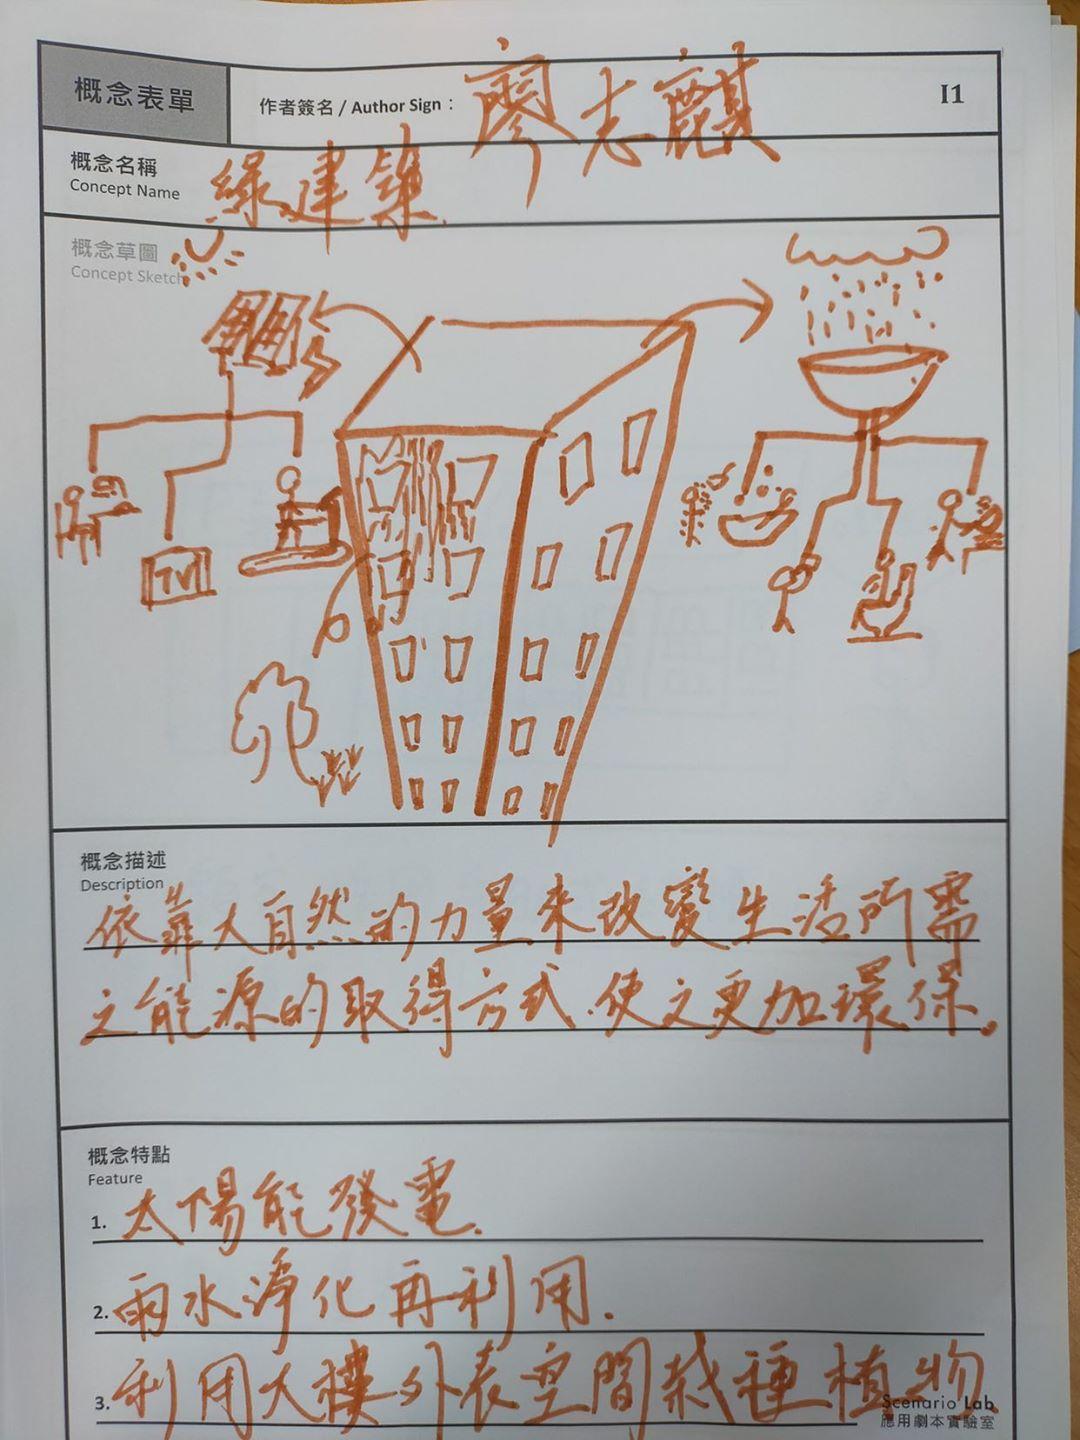 概念表單
作者簽名 / Author Sign： 廖志麒
I1
概念名稱 綠建築
Concept Name
概念草圖
Concept Sketch
TV
概念描述
Description
依靠大自然的力量來改變生活所需
之能源的取得方式，使之更加環保。
概念特點
Feature
1. 太陽能發電.
2. 雨水淨化再利用.
3. 利用大樓外表空間栽種植物
Scenario Lab
應用劇本實驗室